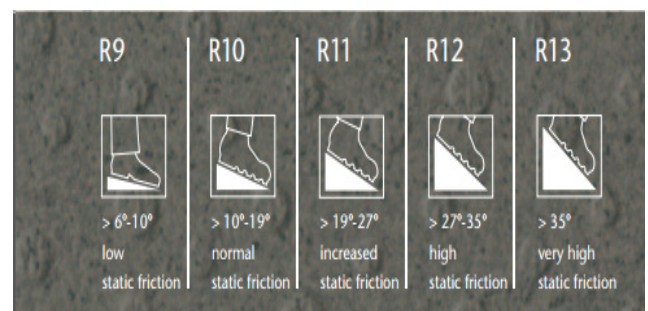 R9
> 6°-10°
low
static friction
R10
> 10°-19°
normal
static friction
R11
> 19°-27°
increased
static friction
R12
> 27°-35°
high
static friction
R13
> 35°
very high
static friction